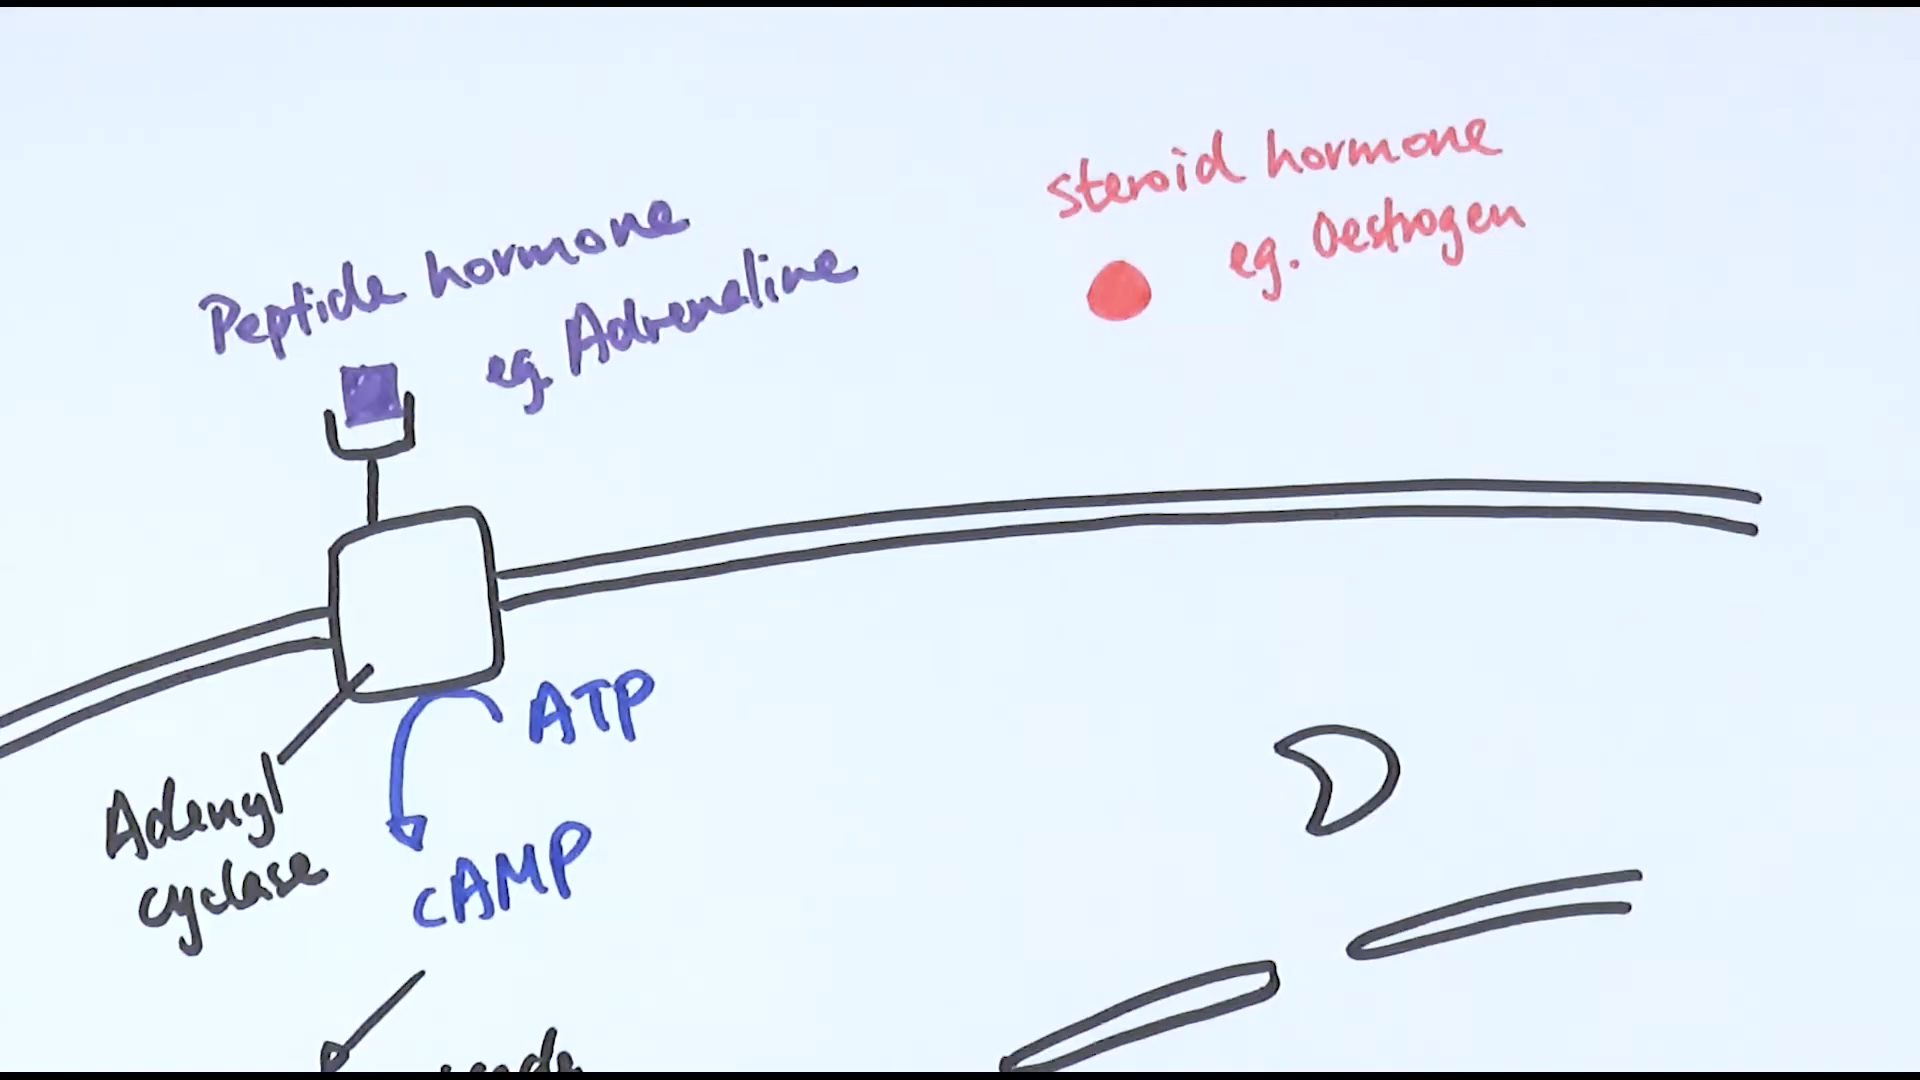 Steroid hormone
eg. Oestrogen
Peptide hormone
eg. Adrenaline
ATP
Adenyl
cyclase
cAMP